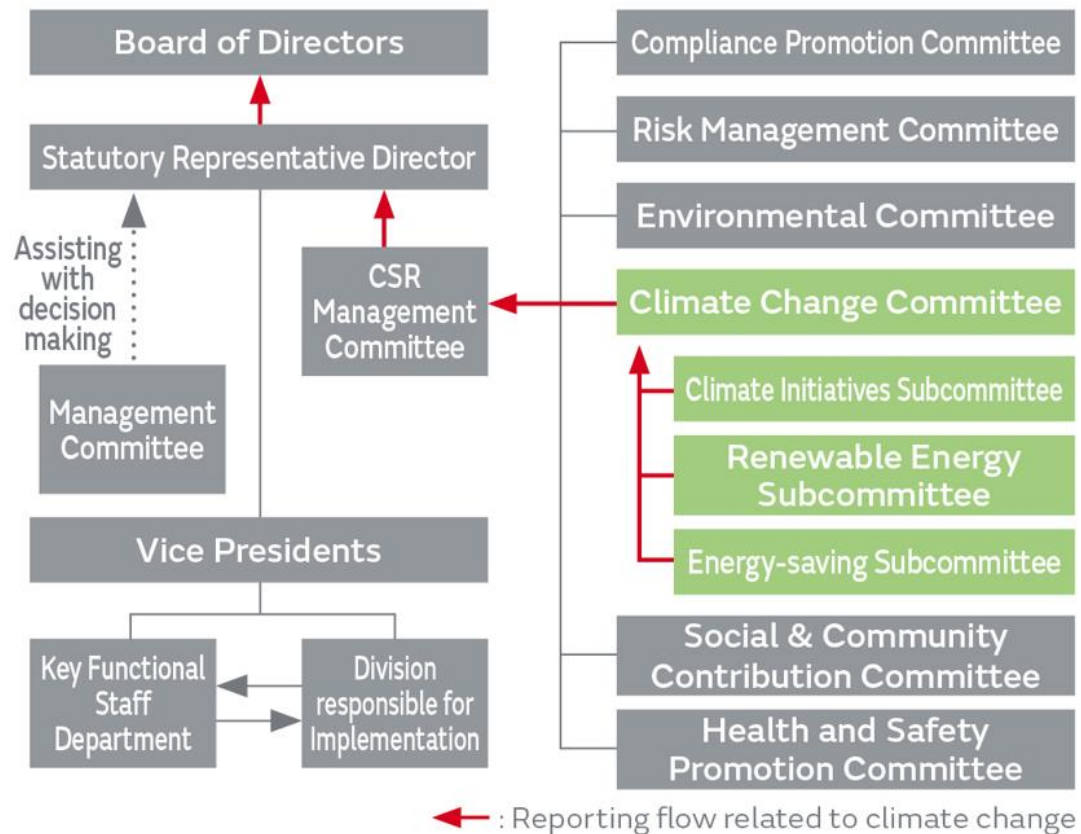 Board of Directors
Statutory Representative Director
Assisting
with
decision
making
CSR
Management
Committee
Management
Committee
Vice Presidents
Key Functional
Staff
Department
Division
responsible for
Implementation
Compliance Promotion Committee
Risk Management Committee
Environmental Committee
Climate Change Committee
Climate Initiatives Subcommittee
Renewable Energy
Subcommittee
Energy-saving Subcommittee
Social & Community
Contribution Committee
Health and Safety
Promotion Committee
: Reporting flow related to climate change